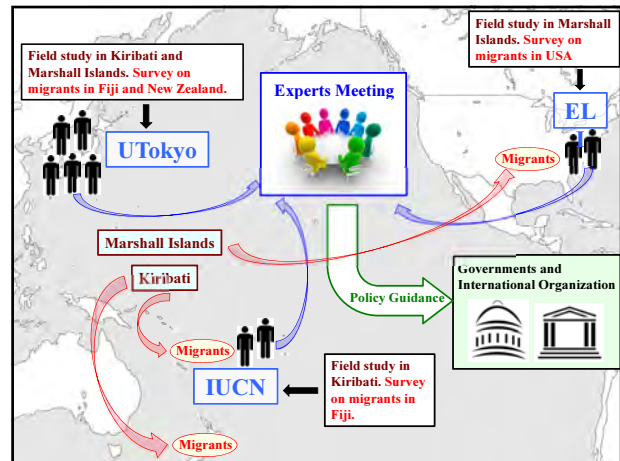 Field study in Kiribati and
Marshall Islands. Survey on
migrants in Fiji and New Zealand.
UTokyo
Experts Meeting
Field study in Marshall
Islands. Survey on
migrants in USA
EL
I
Migrants
Marshall Islands
Kiribati
Governments and
International Organization
Policy Guidance
Migrants
IUCN
Field study in
Kiribati. Survey
on migrants in
Fiji.
Migrants